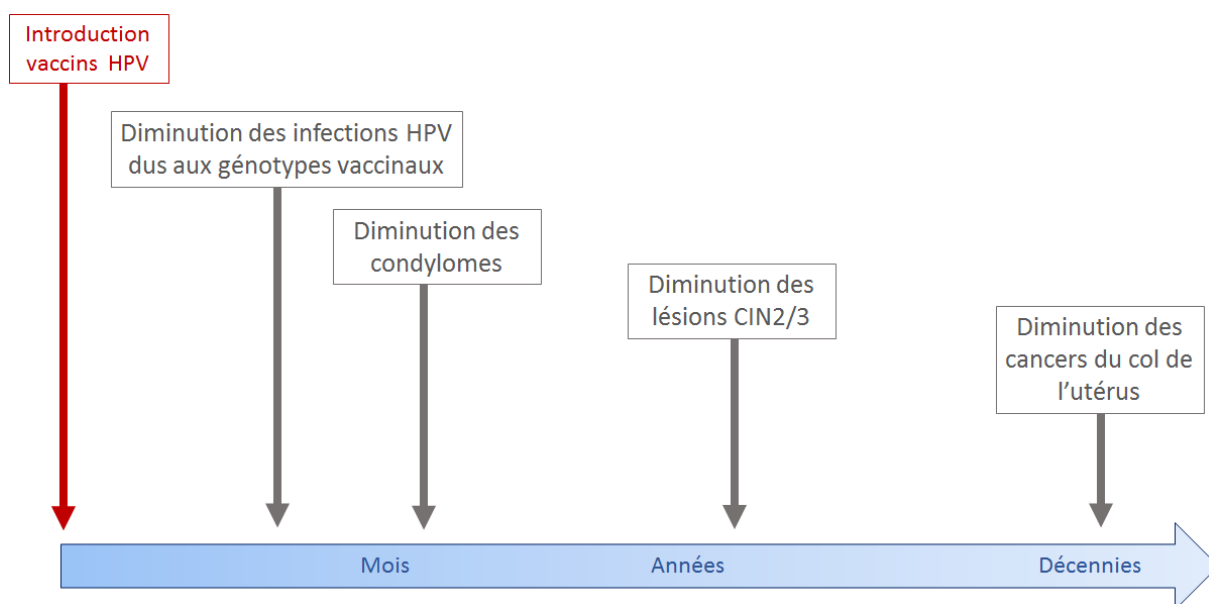 Introduction
vaccins HPV
Diminution des infections HPV
dus aux génotypes vaccinaux
Diminution des
condylomes
Diminution des
lésions CIN2/3
Diminution des
cancers du col de
l'utérus
Mois
Années
Décennies